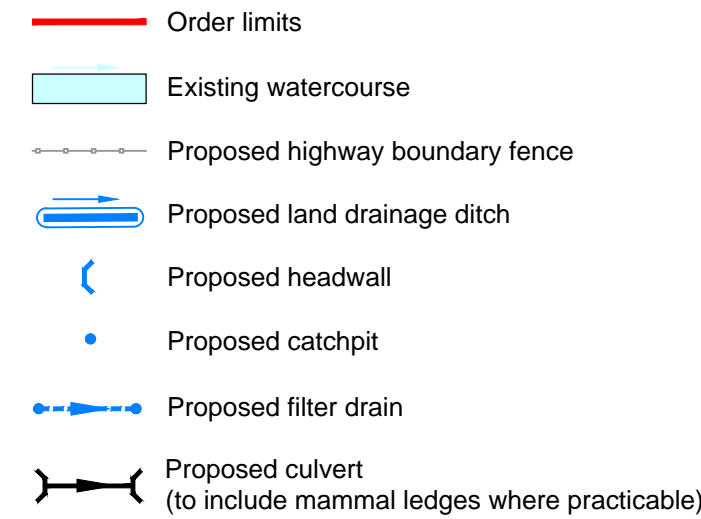 Order limits
Existing watercourse
Proposed highway boundary fence
Proposed land drainage ditch
Proposed headwall
Proposed catchpit
Proposed filter drain
Proposed culvert
(to include mammal ledges where practicable)